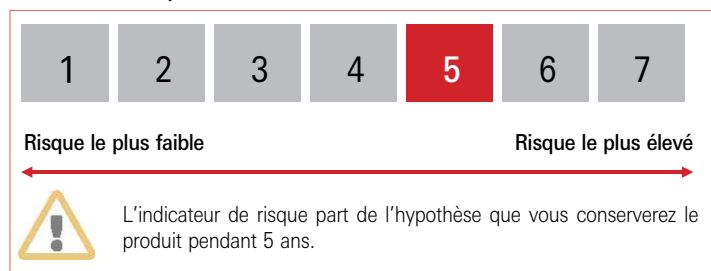 1 2 3 4 5 6 7
Risque le plus faible Risque le plus élevé
L'indicateur de risque part de l'hypothèse que vous conserverez le
produit pendant 5 ans.